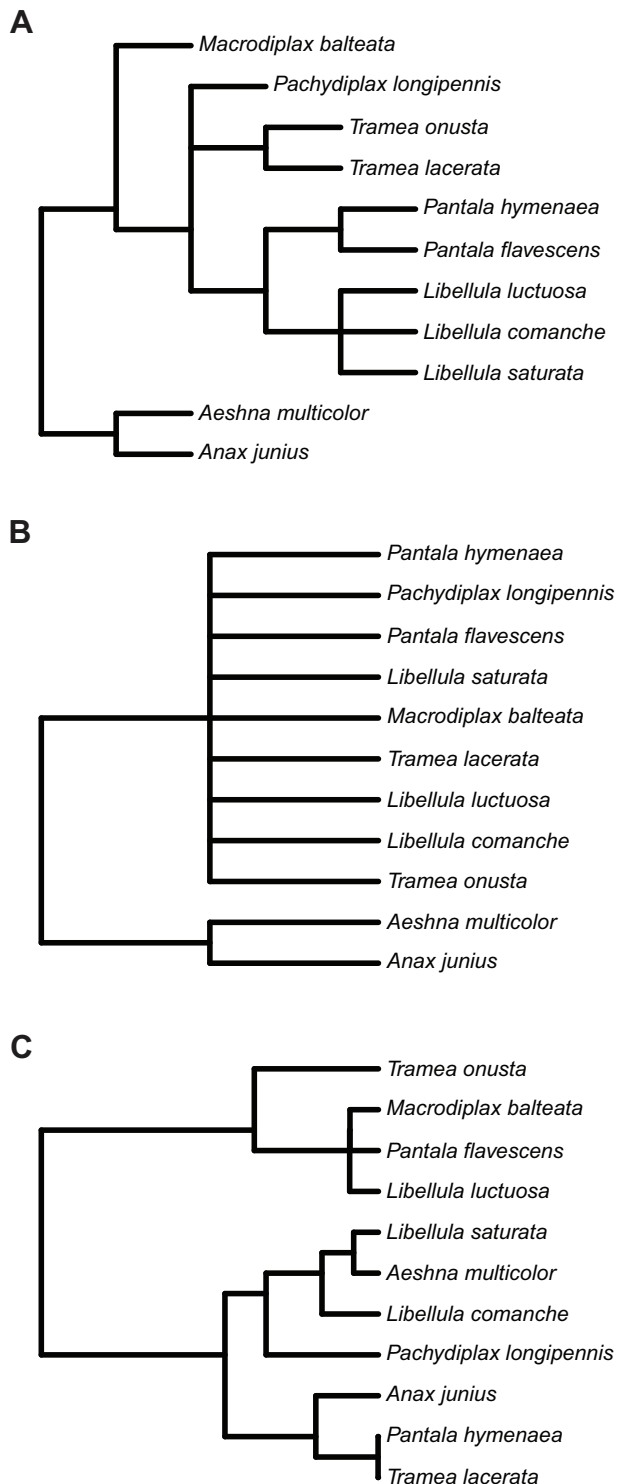 A
Macrodiplax balteata
Pachydiplax longipennis
Tramea onusta
Tramea lacerata
Pantala hymenaea
Pantala flavescens
Libellula luctuosa
Libellula comanche
Libellula saturata
Aeshna multicolor
Anax junius
B
Pantala hymenaea
Pachydiplax longipennis
Pantala flavescens
Libellula saturata
Macrodiplax balteata
Tramea lacerata
Libellula luctuosa
Libellula comanche
Tramea onusta
Aeshna multicolor
Anax junius
C
Tramea onusta
Macrodiplax balteata
Pantala flavescens
Libellula luctuosa
Libellula saturata
Aeshna multicolor
Libellula comanche
Pachydiplax longipennis
Anax junius
Pantala hymenaea
Tramea lacerata